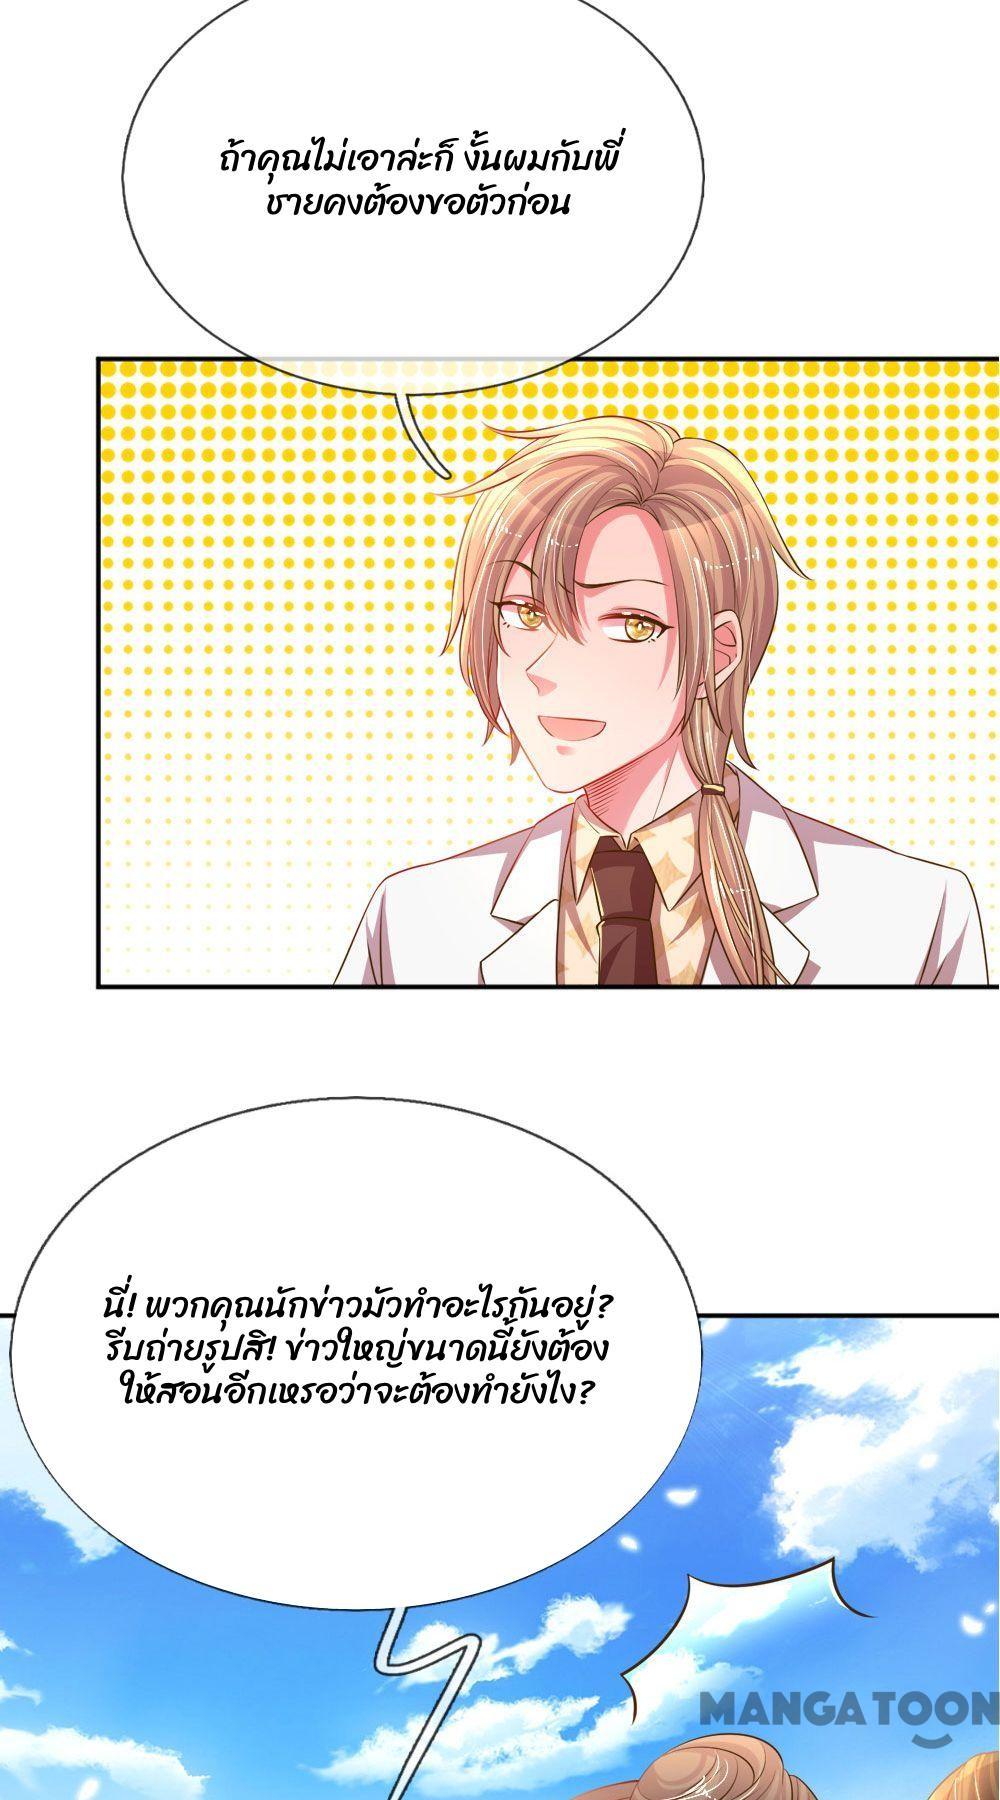 ถ้าคุณไม่เอาล่ะก็ งั้นผมกับพี่
ชายคงต้องขอตัวก่อน
นี่! พวกคุณนักข่าวมัวทำอะไรกันอยู่?
รีบถ่ายรูปสิ! ข่าวใหญ่ขนาดนี้ยังต้อง
ให้สอนอีกเหรอว่าจะต้องทำยังไง?
MANGATOON